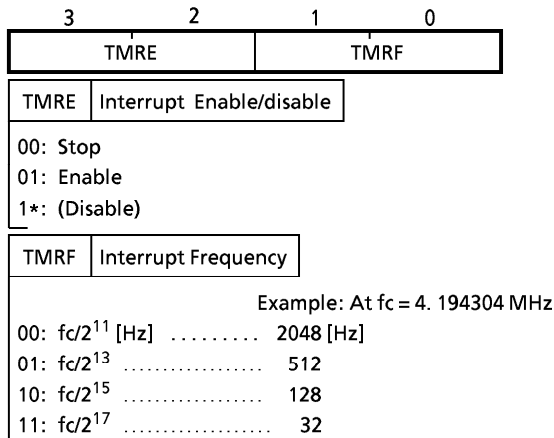 3 2 1 0
TMRE TMRF
TMRE Interrupt Enable/disable
00: Stop
01: Enable
1*: (Disable)
TMRF Interrupt Frequency
Example: At fc = 4. 194304 MHz
00: fc/2¹¹ [Hz] ......... 2048 [Hz]
01: fc/2¹³ .................. 512
10: fc/2¹⁵ .................. 128
11: fc/2¹⁷ ................... 32